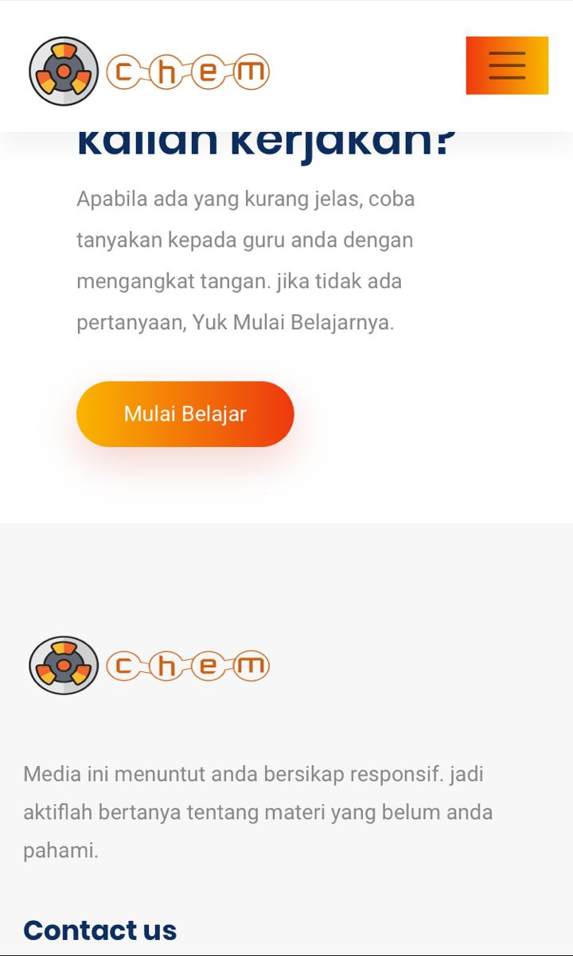 chem
kalian kerjakan?
Apabila ada yang kurang jelas, coba
tanyakan kepada guru anda dengan
mengangkat tangan. jika tidak ada
pertanyaan, Yuk Mulai Belajarnya.
Mulai Belajar
chem
Media ini menuntut anda bersikap responsif. jadi
aktiflah bertanya tentang materi yang belum anda
pahami.
Contact us